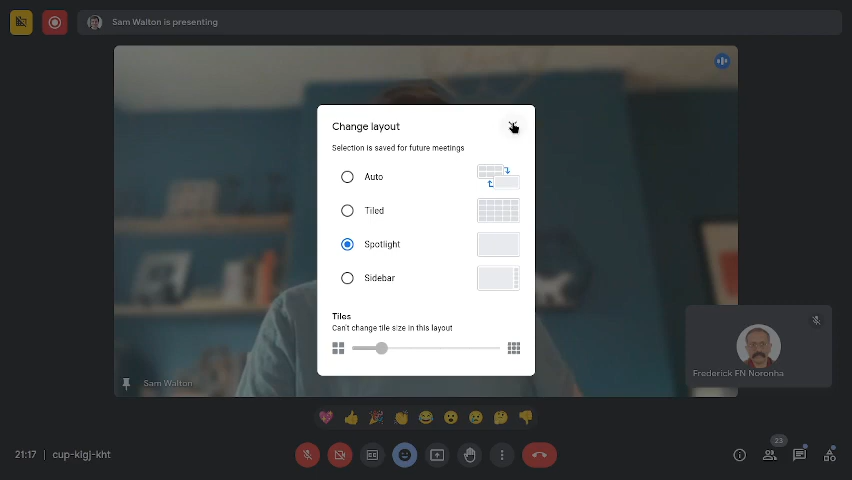 Sam Walton is presenting
Change layout
Selection is saved for future meetings
Auto
Tiled
Spotlight
Sidebar
Tiles
Can't change tile size in this layout
Sam Walton
Frederick FN Noronha
21:17 | cup-klgj-kht
23